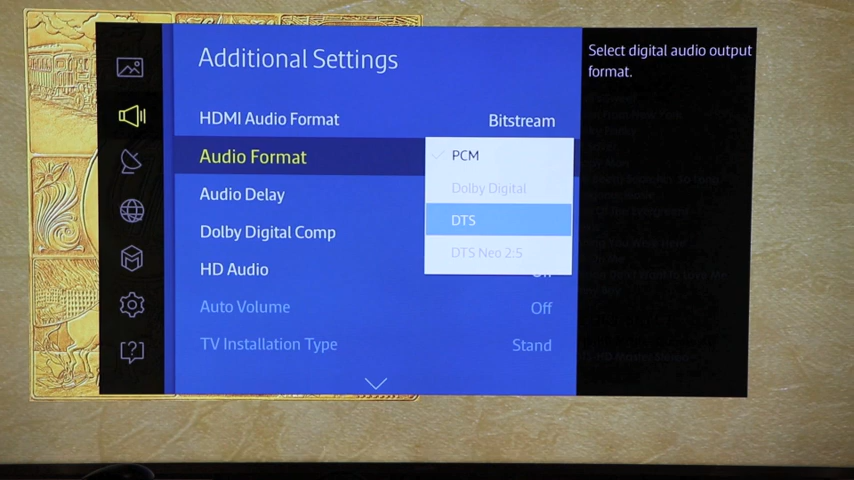 Additional Settings
Select digital audio output
format.
HDMI Audio Format
Bitstream
Audio Format
PCM
Dolby Digital
DTS
DTS Neo 2:5
Audio Delay
Dolby Digital Comp
HD Audio
Off
Auto Volume
Off
TV Installation Type
Stand